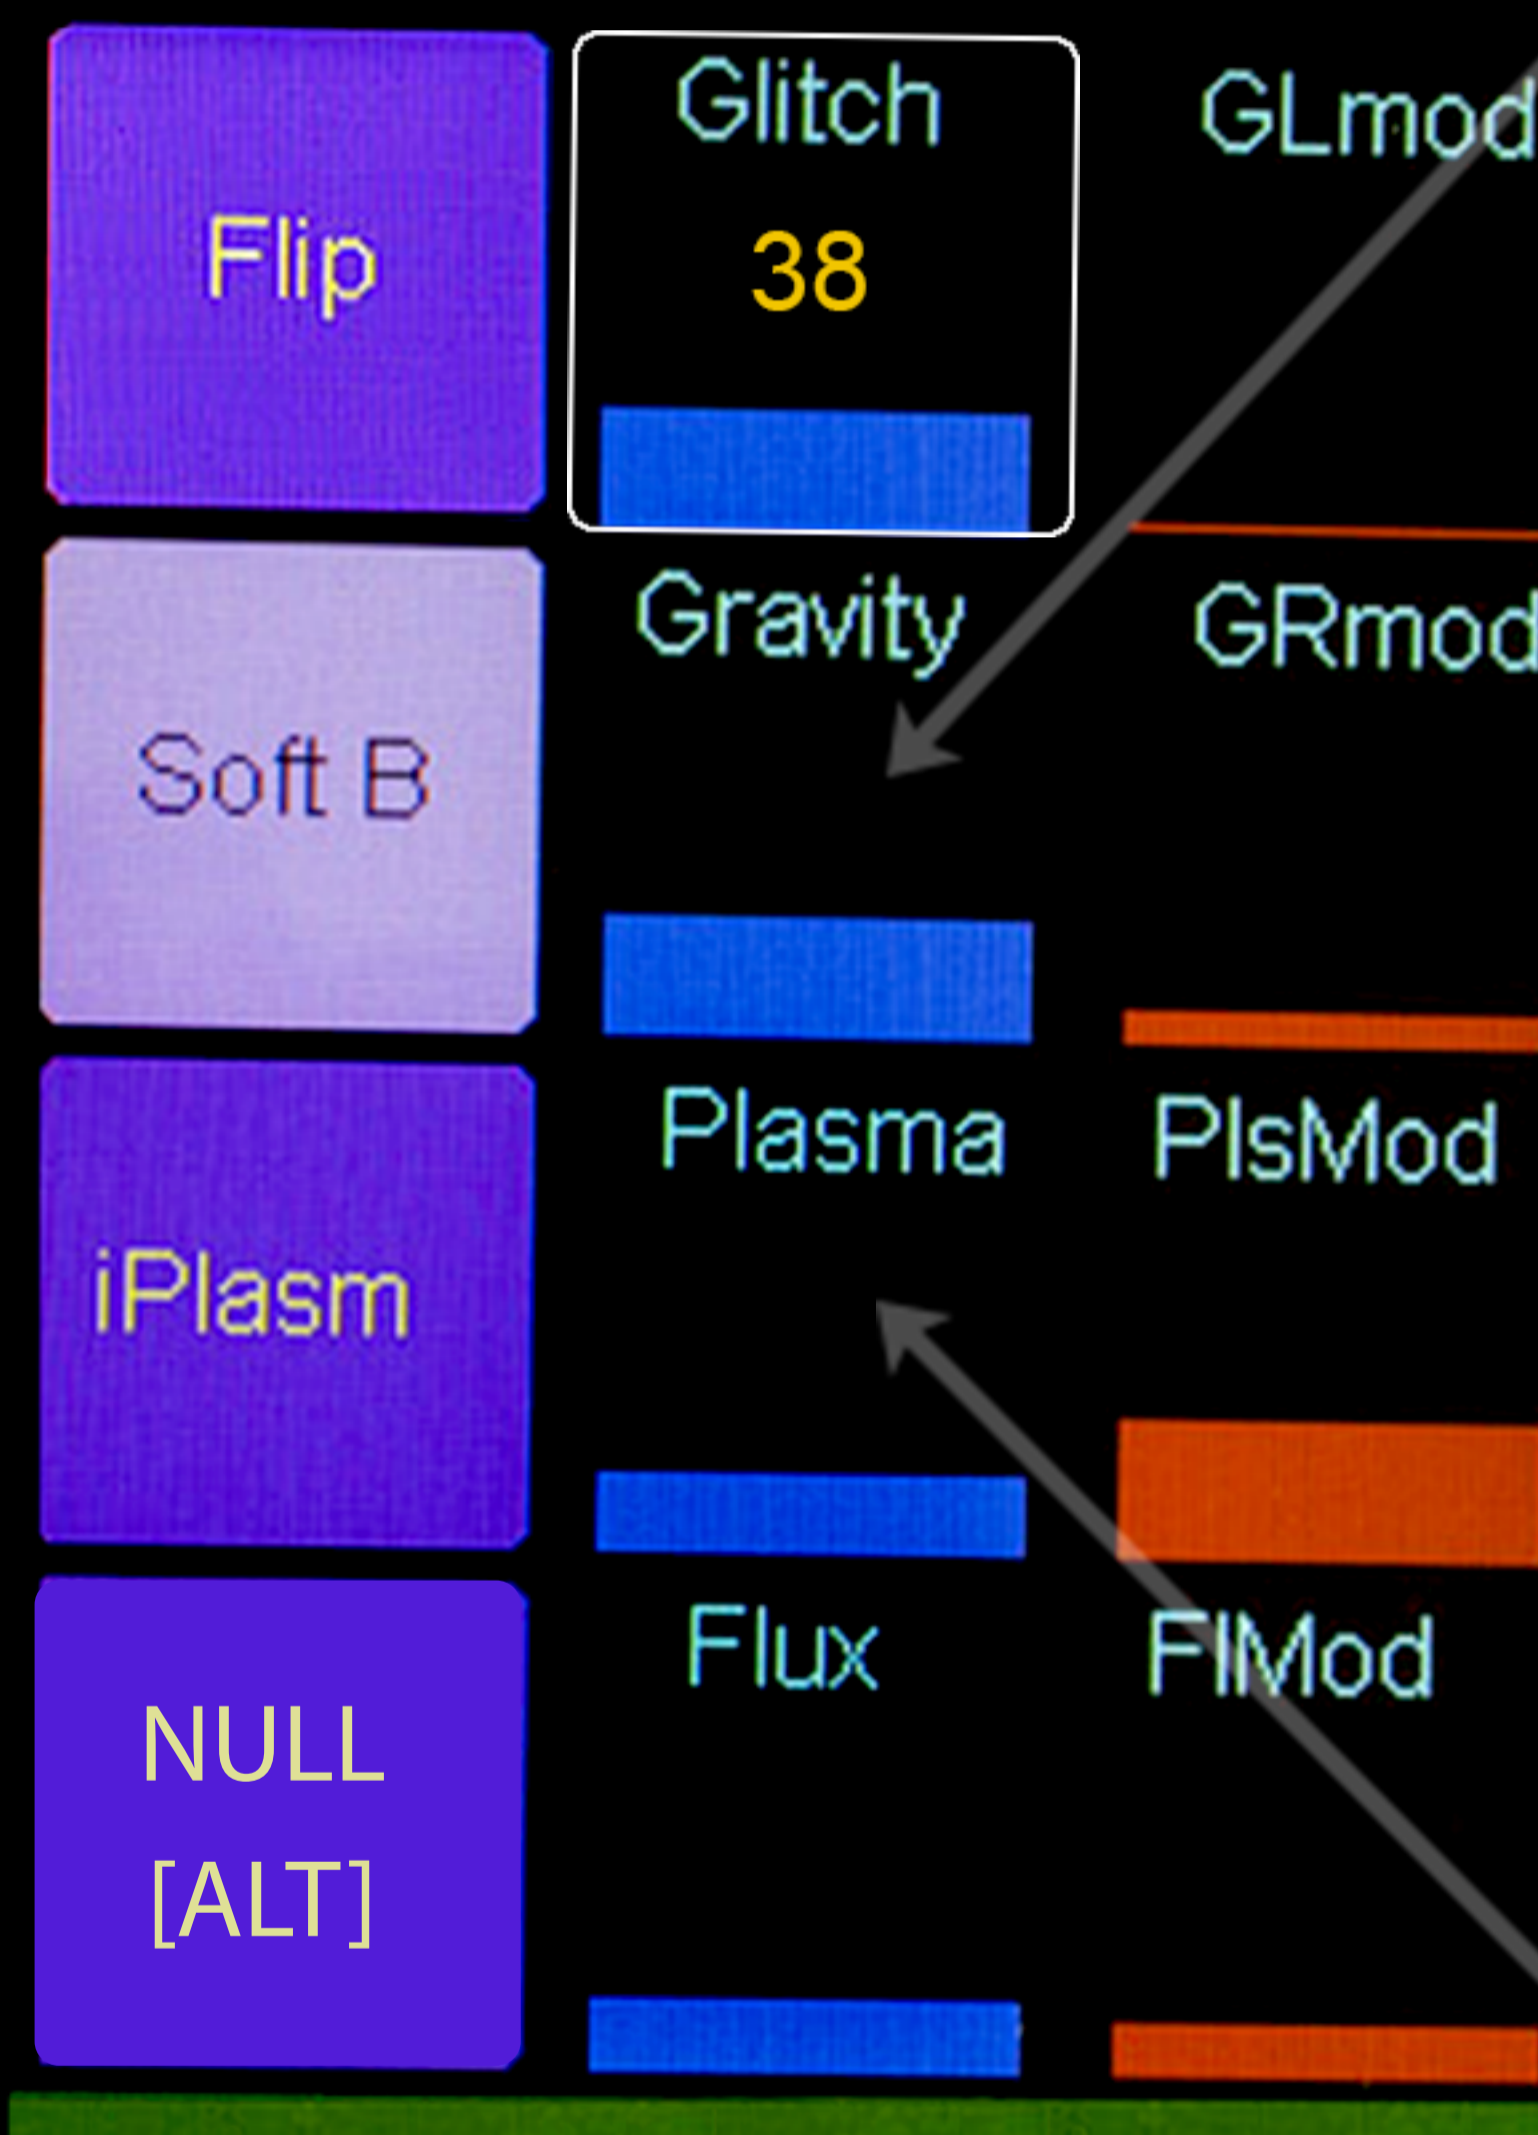 Glitch
GLmod
Flip
38
Gravity
GRmod
Soft B
Plasma
PlsMod
iPlasm
Flux
FlMod
NULL
[ALT]